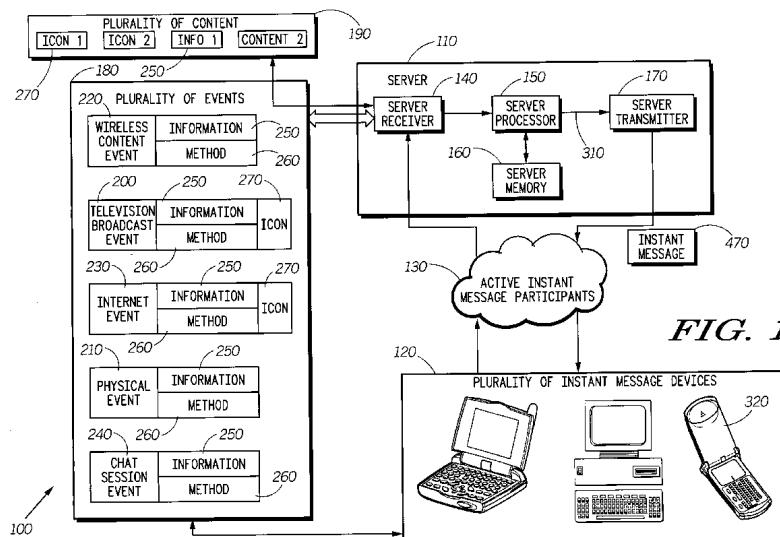 PLURALITY OF CONTENT
190
ICON 1 ICON 2 INFO 1 CONTENT 2
270 250
180
PLURALITY OF EVENTS
220
WIRELESS CONTENT EVENT
INFORMATION
METHOD
250
260
200 250 270
TELEVISION BROADCAST EVENT
INFORMATION
METHOD
ICON
260
230 250 270
INTERNET EVENT
INFORMATION
METHOD
ICON
260
210 250
PHYSICAL EVENT
INFORMATION
METHOD
260
240 250
CHAT SESSION EVENT
INFORMATION
METHOD
260
100
110
SERVER
140 150 170
SERVER RECEIVER
SERVER PROCESSOR
SERVER TRANSMITTER
310
160
SERVER MEMORY
INSTANT MESSAGE
470
130
ACTIVE INSTANT MESSAGE PARTICIPANTS
FIG. 1
120
PLURALITY OF INSTANT MESSAGE DEVICES
320